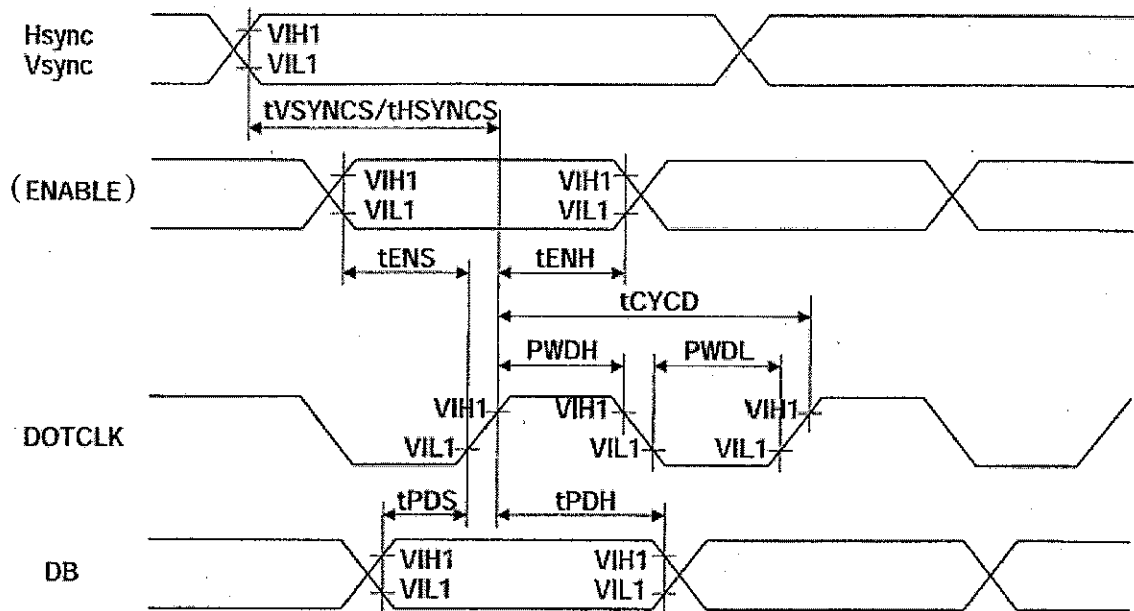 Hsync
Vsync
VIH1
VIL1
tVSYNCS/tHSYNCS
(ENABLE)
VIH1
VIL1
VIH1
VIL1
tENS
tENH
tCYCD
PWDH
PWDL
DOTCLK
VIH1
VIH1
VIH1
VIL1
VIL1
VIL1
tPDS
tPDH
DB
VIH1
VIL1
VIH1
VIL1